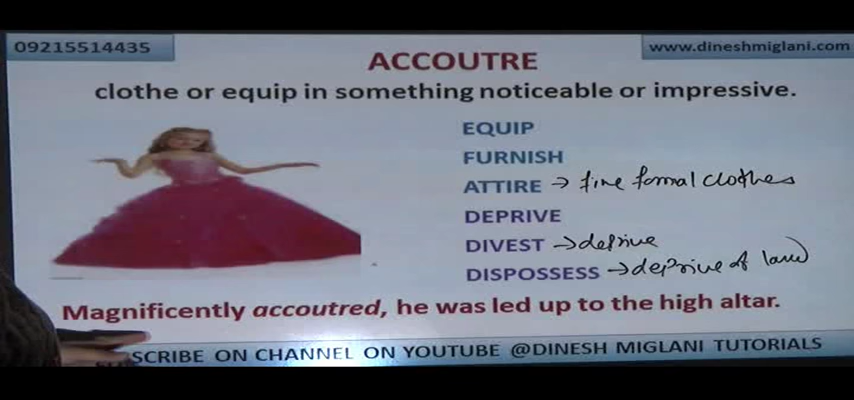 09215514435
www.dineshmiglani.com
ACCOUTRE
clothe or equip in something noticeable or impressive.
EQUIP
FURNISH
ATTIRE → fine formal clothes
DEPRIVE
DIVEST → deprive
DISPOSSESS → deprive of land
Magnificently accoutred, he was led up to the high altar.
SCRIBE ON CHANNEL ON YOUTUBE @DINESH MIGLANI TUTORIALS